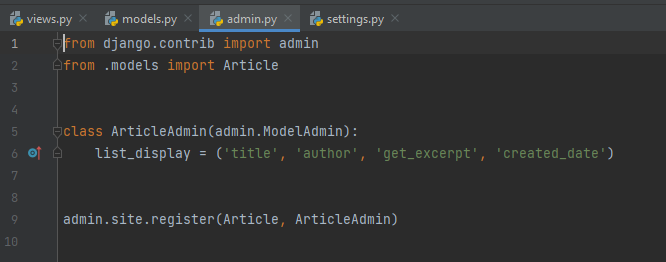 views.py models.py admin.py settings.py
1 from django.contrib import admin
2 from .models import Article
3
4
5 class ArticleAdmin(admin.ModelAdmin):
6 list_display = ('title', 'author', 'get_excerpt', 'created_date')
7
8
9 admin.site.register(Article, ArticleAdmin)
10